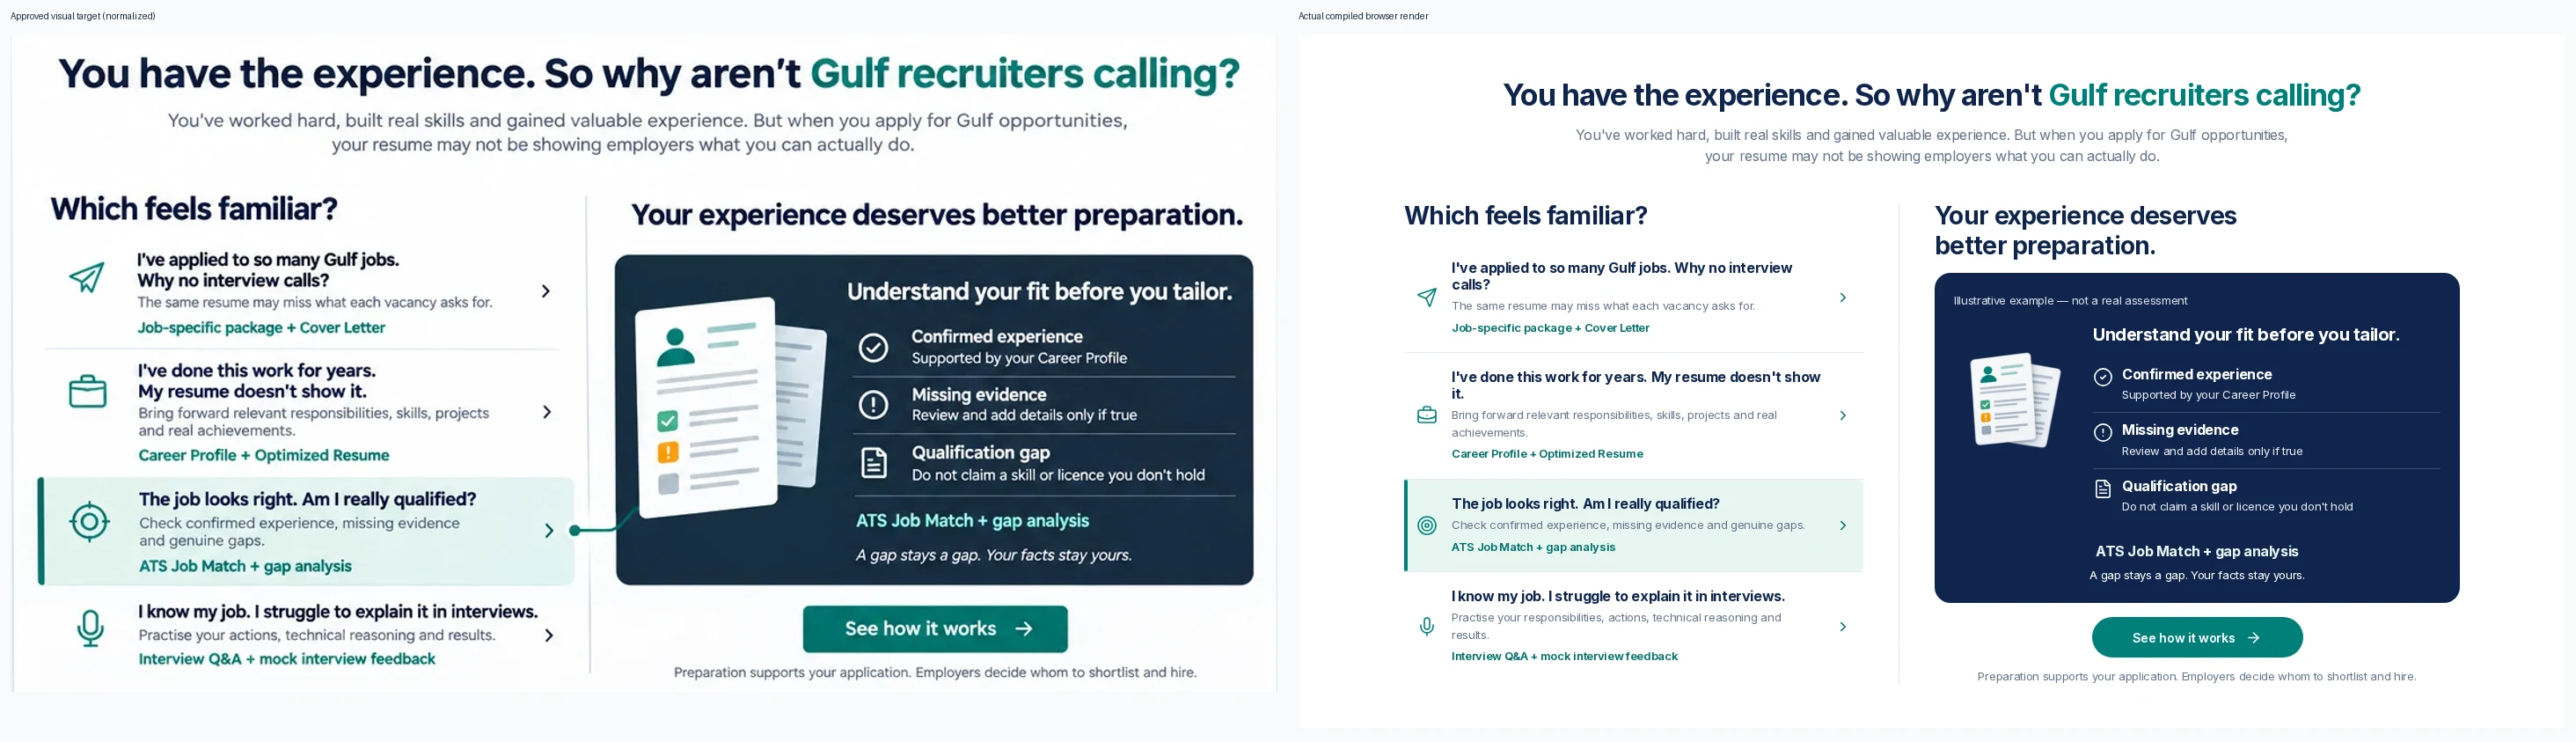 Approved visual target (normalized)
You have the experience. So why aren’t Gulf recruiters calling?
You've worked hard, built real skills and gained valuable experience. But when you apply for Gulf opportunities,
your resume may not be showing employers what you can actually do.
Which feels familiar?
I've applied to so many Gulf jobs.
Why no interview calls?
The same resume may miss what each vacancy asks for.
Job-specific package + Cover Letter
I've done this work for years.
My resume doesn't show it.
Bring forward relevant responsibilities, skills, projects
and real achievements.
Career Profile + Optimized Resume
The job looks right. Am I really qualified?
Check confirmed experience, missing evidence
and genuine gaps.
ATS Job Match + gap analysis
I know my job. I struggle to explain it in interviews.
Practise your actions, technical reasoning and results.
Interview Q&A + mock interview feedback
Your experience deserves better preparation.
Understand your fit before you tailor.
Confirmed experience
Supported by your Career Profile
Missing evidence
Review and add details only if true
Qualification gap
Do not claim a skill or licence you don't hold
ATS Job Match + gap analysis
A gap stays a gap. Your facts stay yours.
See how it works →
Preparation supports your application. Employers decide whom to shortlist and hire.
Actual compiled browser render
You have the experience. So why aren't Gulf recruiters calling?
You've worked hard, built real skills and gained valuable experience. But when you apply for Gulf opportunities,
your resume may not be showing employers what you can actually do.
Which feels familiar?
I've applied to so many Gulf jobs. Why no interview
calls?
The same resume may miss what each vacancy asks for.
Job-specific package + Cover Letter
I've done this work for years. My resume doesn't show
it.
Bring forward relevant responsibilities, skills, projects and real
achievements.
Career Profile + Optimized Resume
The job looks right. Am I really qualified?
Check confirmed experience, missing evidence and genuine gaps.
ATS Job Match + gap analysis
I know my job. I struggle to explain it in interviews.
Practise your responsibilities, actions, technical reasoning and
results.
Interview Q&A + mock interview feedback
Your experience deserves
better preparation.
Illustrative example — not a real assessment
Understand your fit before you tailor.
Confirmed experience
Supported by your Career Profile
Missing evidence
Review and add details only if true
Qualification gap
Do not claim a skill or licence you don't hold
ATS Job Match + gap analysis
A gap stays a gap. Your facts stay yours.
See how it works →
Preparation supports your application. Employers decide whom to shortlist and hire.